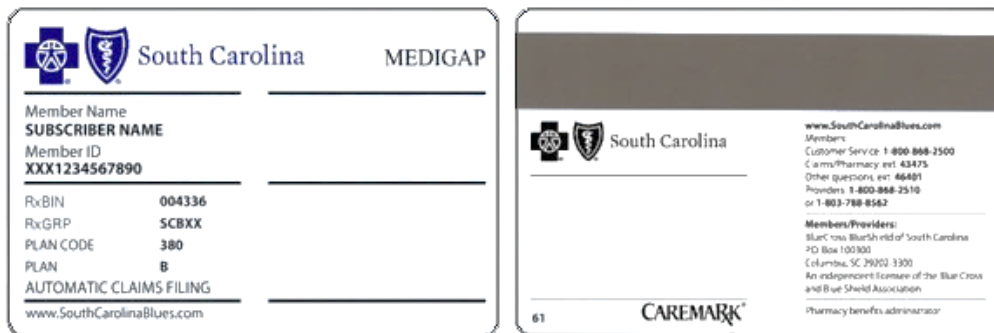 South Carolina
MEDIGAP
Member Name
SUBSCRIBER NAME
Member ID
XXX1234567890
RxBIN 004336
RxGRP SCBXX
PLAN CODE 380
PLAN B
AUTOMATIC CLAIMS FILING
www.SouthCarolinaBlues.com
South Carolina
61
CAREMARK
www.SouthCarolinaBlues.com
Members:
Customer Service: 1-800-868-2500
Claims/Pharmacy: ext. 43475
Other questions, ext. 46401
Providers: 1-800-868-2510
or 1-803-788-8562
Members/Providers:
BlueCross BlueShield of South Carolina
PO Box 100300
Columbia, SC 29202-3300
An independent licensee of the Blue Cross
and Blue Shield Association
Pharmacy benefits administrator